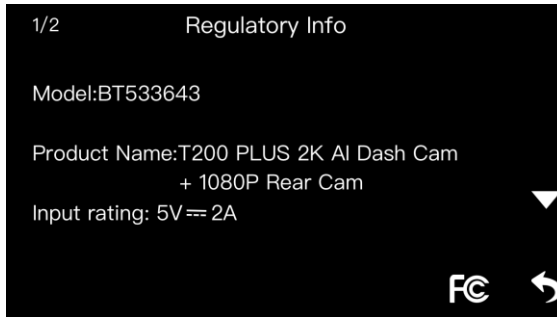 1/2 Regulatory Info
Model:BT533643
Product Name:T200 PLUS 2K AI Dash Cam
+ 1080P Rear Cam
Input rating: 5V⎓2A
FC